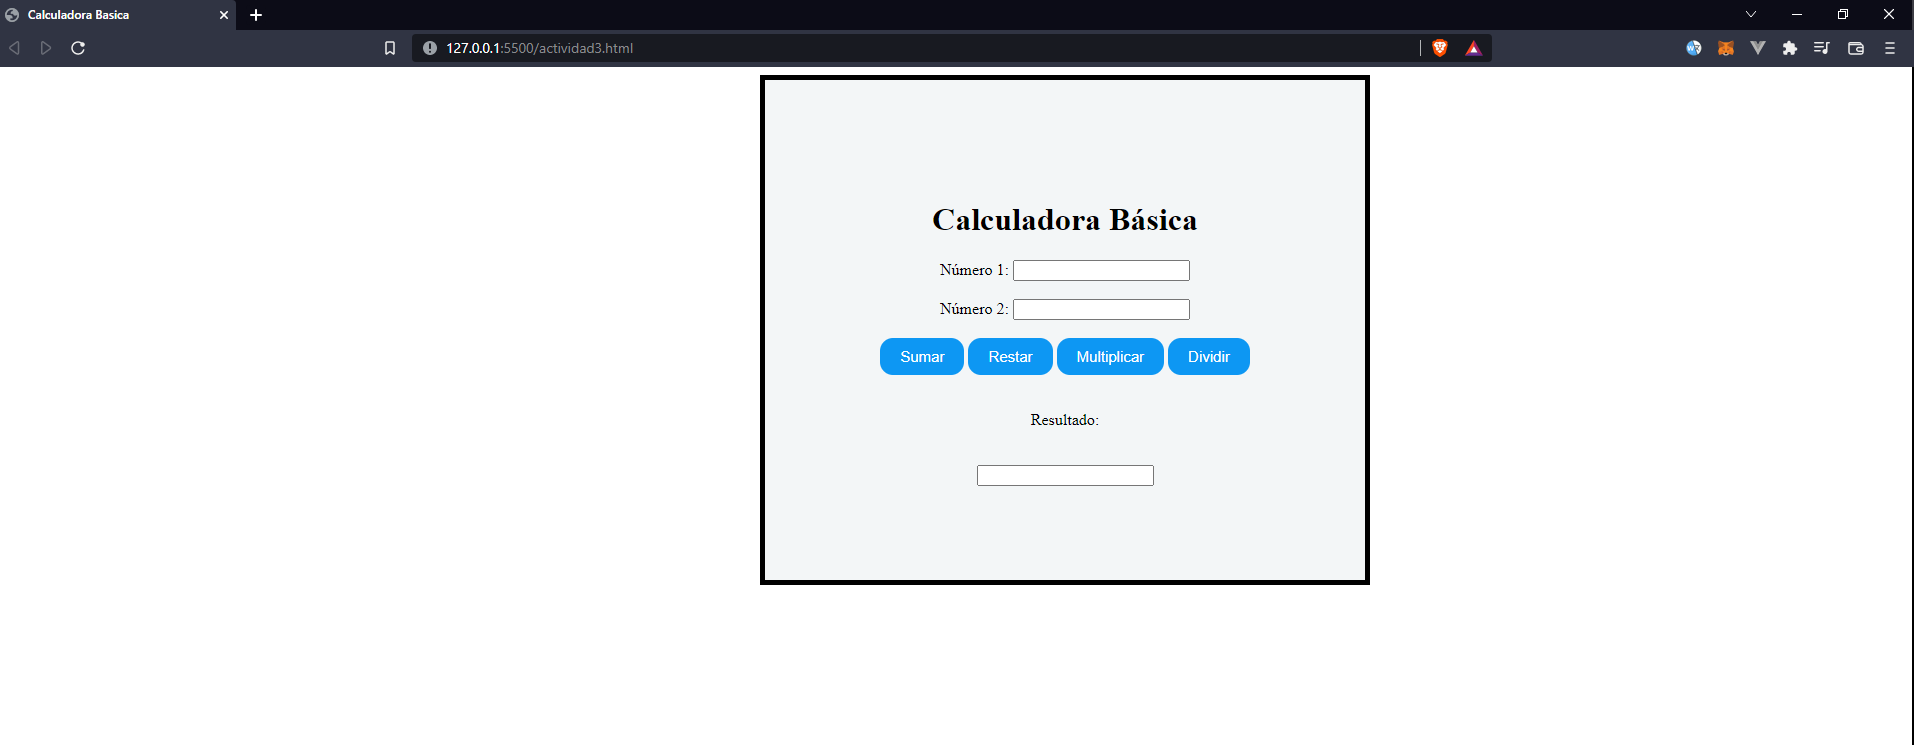 Calculadora Basica
127.0.0.1:5500/actividad3.html
Calculadora Básica
Número 1:
Número 2:
Sumar Restar Multiplicar Dividir
Resultado: